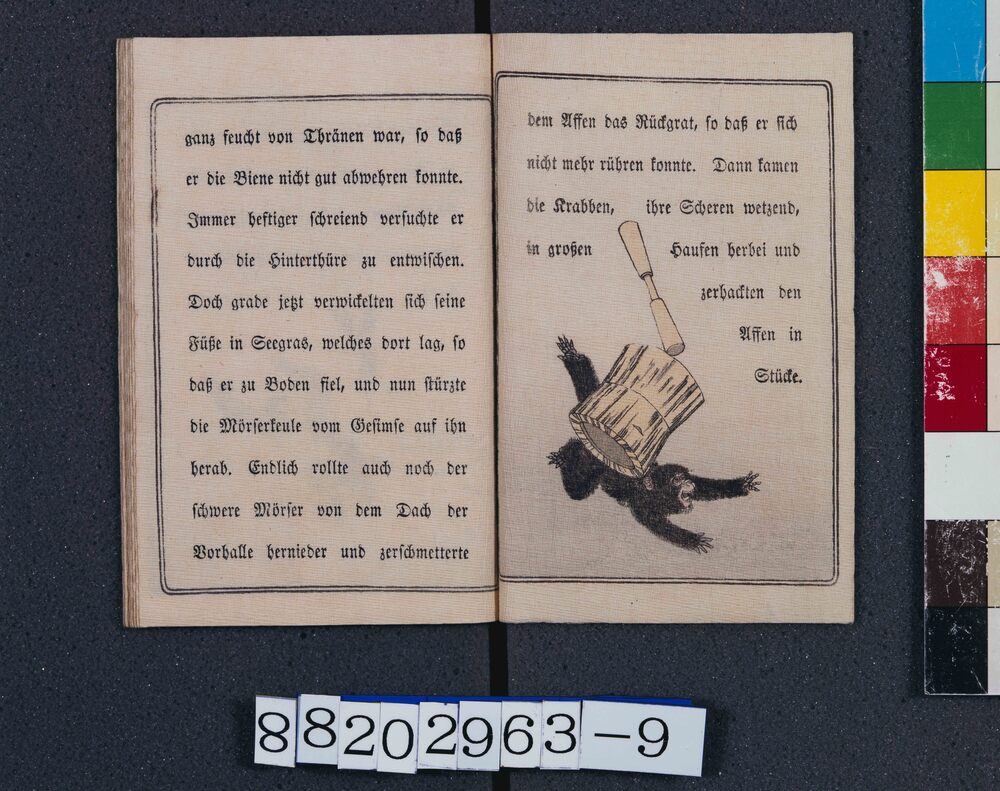 ganz feucht von Thränen war, so daß
er die Biene nicht gut abwehren konnte.
Immer heftiger schreiend versuchte er
durch die Hinterthüre zu entwischen.
Doch grade jetzt verwickelten sich seine
Füße in Seegras, welches dort lag, so
daß er zu Boden fiel, und nun stürzte
die Mörserkeule vom Gesimse auf ihn
herab. Endlich rollte auch noch der
schwere Mörser von dem Dach der
Vorhalle hernieder und zerschmetterte
dem Affen das Rückgrat, so daß er sich
nicht mehr rühren konnte. Dann kamen
die Krabben, ihre Scheren wetzend,
in großen Haufen herbei und
zerhackten den
Affen in
Stücke.
88202963-9